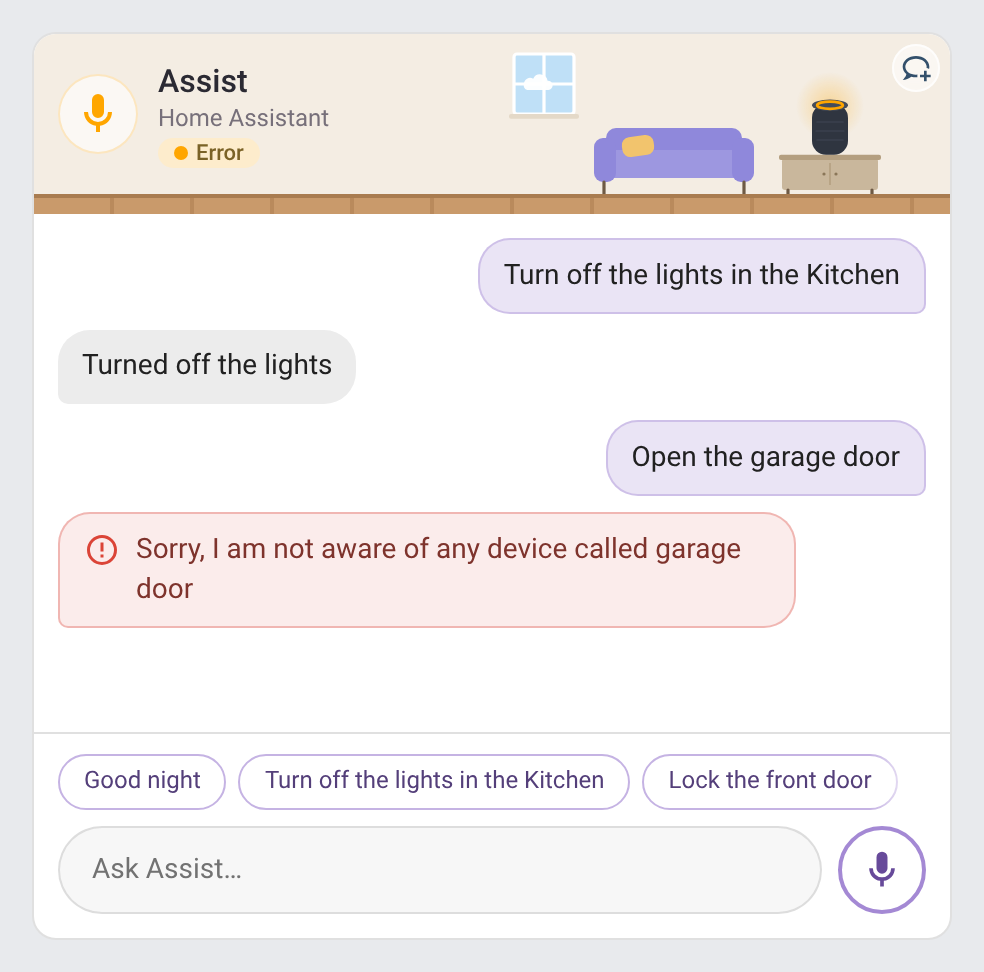 Assist
Home Assistant
Error
Turn off the lights in the Kitchen
Turned off the lights
Open the garage door
Sorry, I am not aware of any device called garage
door
Good night
Turn off the lights in the Kitchen
Lock the front door
Ask Assist…